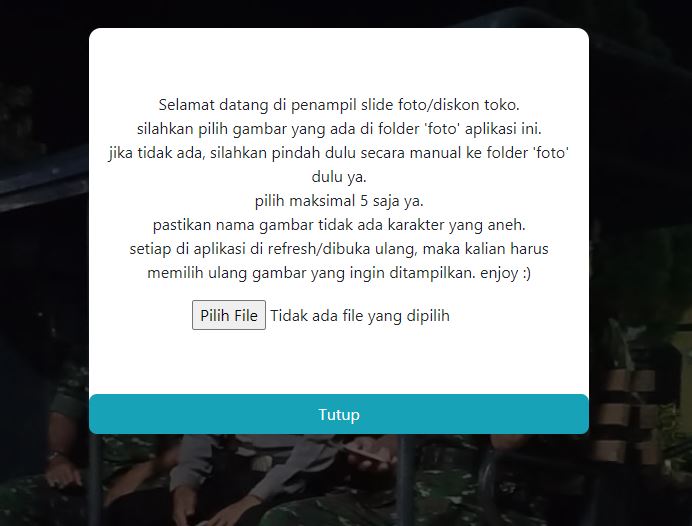 Selamat datang di penampil slide foto/diskon toko.
silahkan pilih gambar yang ada di folder 'foto' aplikasi ini.
jika tidak ada, silahkan pindah dulu secara manual ke folder 'foto'
dulu ya.
pilih maksimal 5 saja ya.
pastikan nama gambar tidak ada karakter yang aneh.
setiap di aplikasi di refresh/dibuka ulang, maka kalian harus
memilih ulang gambar yang ingin ditampilkan. enjoy :)
Pilih File Tidak ada file yang dipilih
Tutup